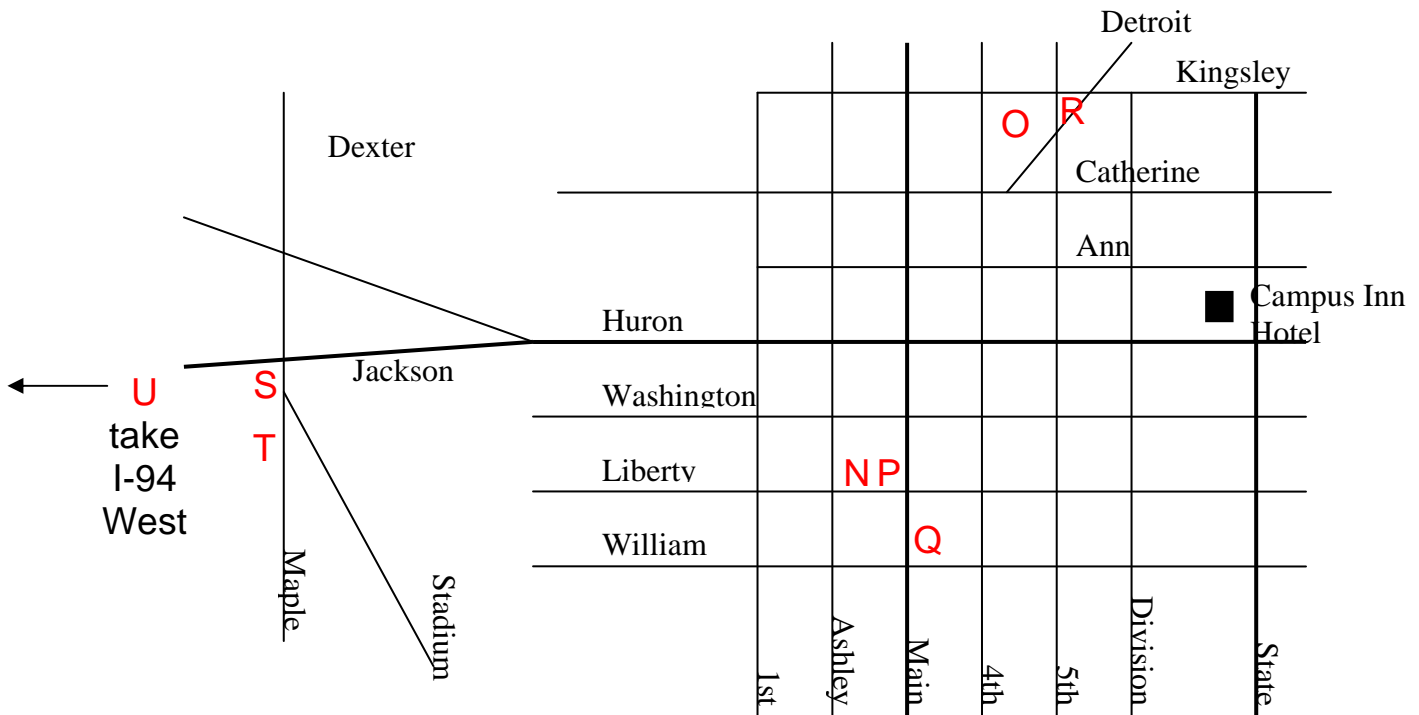 Detroit
Kingsley
O R
Dexter
Catherine
Ann
Campus Inn
Hotel
Huron
Jackson
U
take
I-94
West
S
T
Washington
Liberty
N P
William
Q
Maple
Stadium
1st
Ashley
Main
4th
5th
Division
State